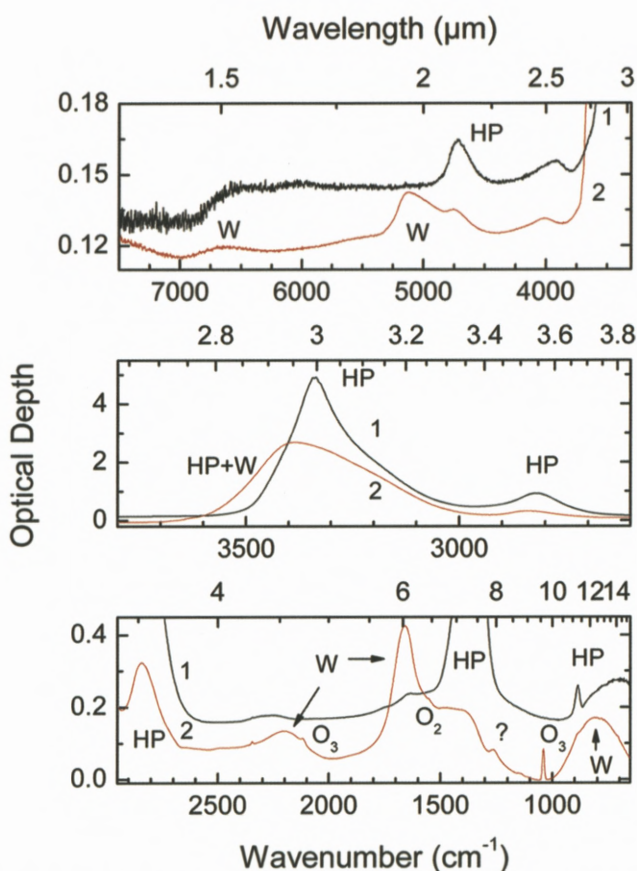 Wavelength (μm)
1.5 2 2.5 3
0.18
0.15
0.12
HP
1
2
W W
7000 6000 5000 4000
2.8 3 3.2 3.4 3.6 3.8
4
2
0
HP
1
HP+W
2
HP
3500 3000
Optical Depth
4 6 8 10 12 14
0.4
0.2
0.0
1
2
HP
W
HP
HP
O3
O2
?
O3
W
2500 2000 1500 1000
Wavenumber (cm-1)